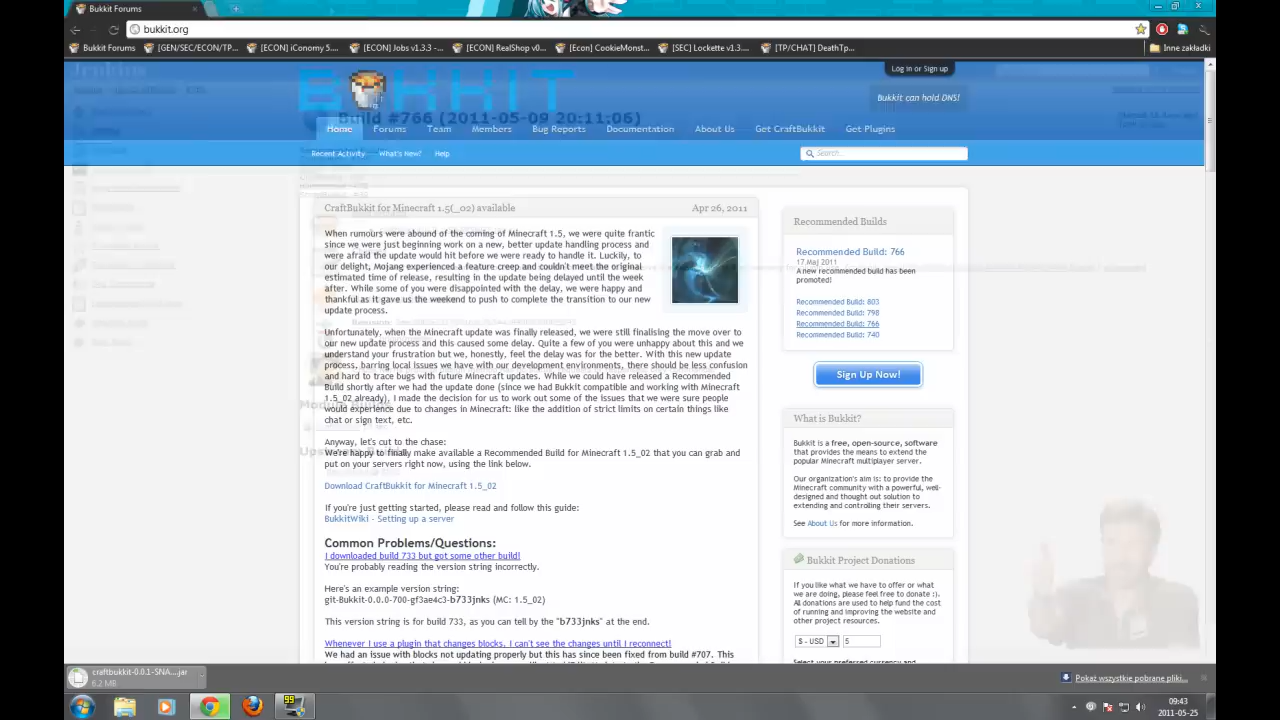 Bukkit Forums
bukkit.org
Bukkit Forums
[GEN/SEC/ECON/TP...
[ECON] iConomy 5....
[ECON] Jobs v1.3.3 -...
[ECON] RealShop v0...
[Econ] CookieMonst...
[SEC] Lockette v1.3....
[TP/CHAT] DeathTp...
Inne zakładki
Jenkins
BUKKIT
Log in or Sign up
Bukkit can hold DNS!
Build #766 (2011-05-09 20:11:06)
Home
Forums
Team
Members
Bug Reports
Documentation
About Us
Get CraftBukkit
Get Plugins
Recent Activity
What's New?
Help
Search...
CraftBukkit for Minecraft 1.5(_02) available
Apr 26, 2011
When rumours were abound of the coming of Minecraft 1.5, we were quite frantic
since we were just beginning work on a new, better update handling process and
were afraid the update would hit before we were ready to handle it. Luckily, to
our delight, Mojang experienced a feature creep and couldn't meet the original
estimated time of release, resulting in the update being delayed until the week
after. While some of you were disappointed with the delay, we were happy and
thankful as it gave us the weekend to push to complete the transition to our new
update process.
Unfortunately, when the Minecraft update was finally released, we were still finalising the move over to
our new update process and this caused some delay. Quite a few of you were unhappy about this and we
understand your frustration but we, honestly, feel the delay was for the better. With this new update
process, barring local issues we have with our development environments, there should be less confusion
and hard to trace bugs with future Minecraft updates. While we could have released a Recommended
Build shortly after we had the update done (since we had Bukkit compatible and working with Minecraft
1.5_02 already), I made the decision for us to work out some of the issues that we were sure people
would experience due to changes in Minecraft: like the addition of strict limits on certain things like
chat or sign text, etc.
Anyway, let's cut to the chase:
We're happy to finally make available a Recommended Build for Minecraft 1.5_02 that you can grab and
put on your servers right now, using the link below.
Download CraftBukkit for Minecraft 1.5_02
If you're just getting started, please read and follow this guide:
BukkitWiki - Setting up a server
Common Problems/Questions:
I downloaded build 733 but got some other build!
You're probably reading the version string incorrectly.
Here's an example version string:
git-Bukkit-0.0.0-700-gf3ae4c3-b733jnks (MC: 1.5_02)
This version string is for build 733, as you can tell by the "b733jnks" at the end.
Whenever I use a plugin that changes blocks, I can't see the changes until I reconnect!
We had an issue with blocks not updating properly but this has since been fixed from build #707. This
Recommended Builds
Recommended Build: 766
17.Maj 2011
A new recommended build has been
promoted!
Recommended Build: 803
Recommended Build: 798
Recommended Build: 766
Recommended Build: 740
Sign Up Now!
What is Bukkit?
Bukkit is a free, open-source, software
that provides the means to extend the
popular Minecraft multiplayer server.
Our organization's aim is: to provide the
Minecraft community with a powerful, well-
designed and thought out solution to
extending and controling their servers.
See About Us for more information.
Bukkit Project Donations
If you like what we have to offer or what
we are doing, please feel free to donate :).
All donations are used to help fund the cost
of running and improving the website and
other project resources.
$ - USD
5
Select your preferred currency and
craftbukkit-0.0.1-SNA....jar
6.2 MB
Pokaż wszystkie pobrane pliki...
99
09:43
2011-05-25